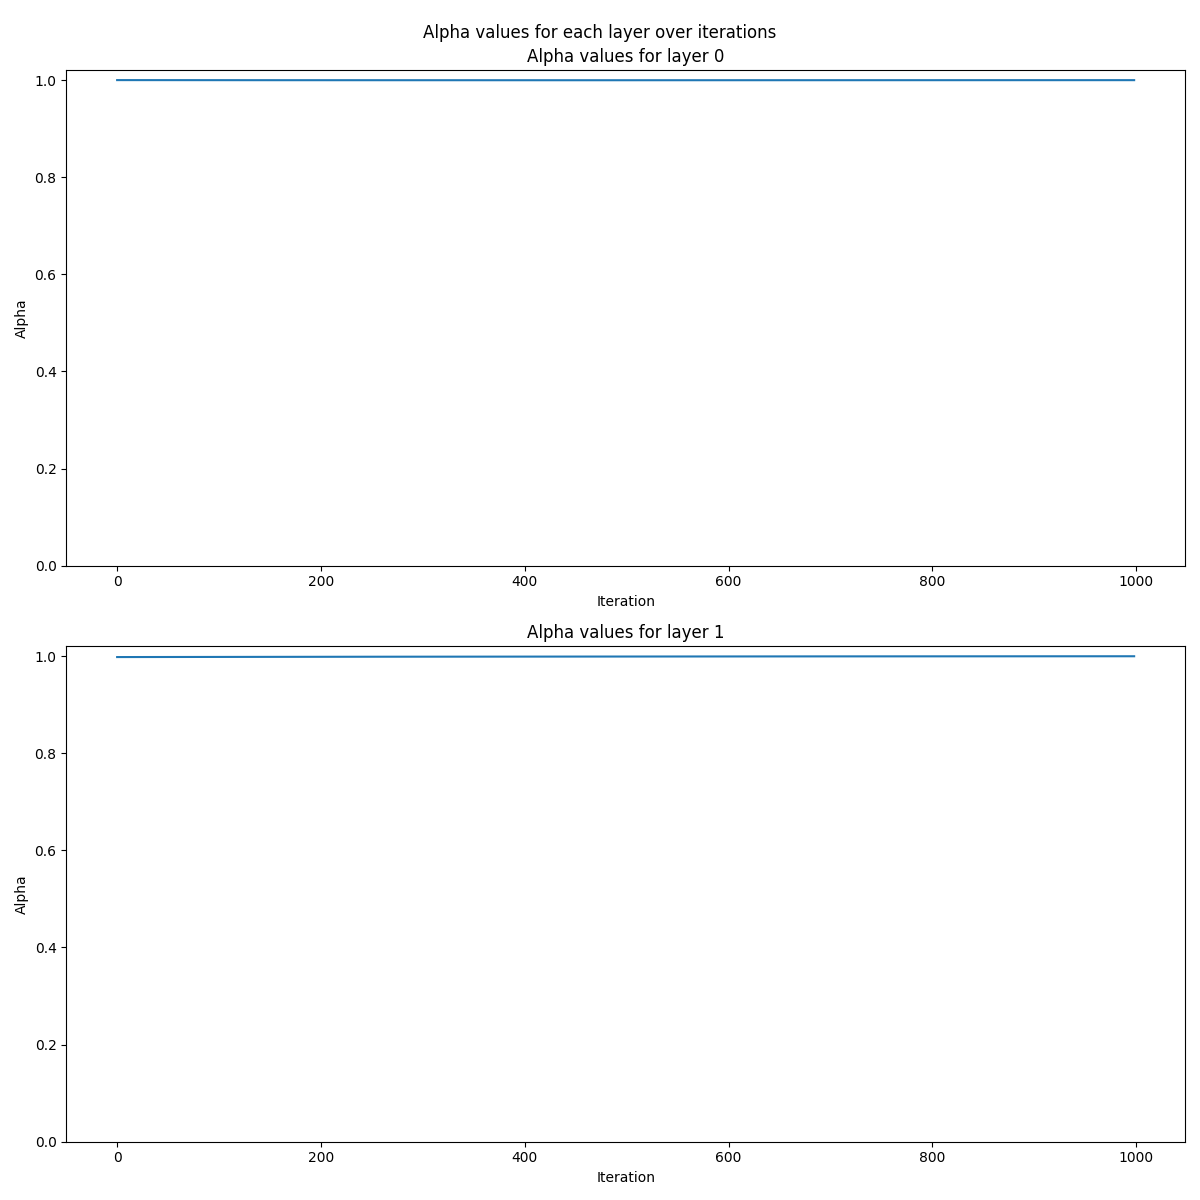 Alpha values for each layer over iterations
Alpha values for layer 0
1.0
0.8
0.6
0.4
0.2
0.0
Alpha
0 200 400 600 800 1000
Iteration
Alpha values for layer 1
1.0
0.8
0.6
0.4
0.2
0.0
Alpha
0 200 400 600 800 1000
Iteration